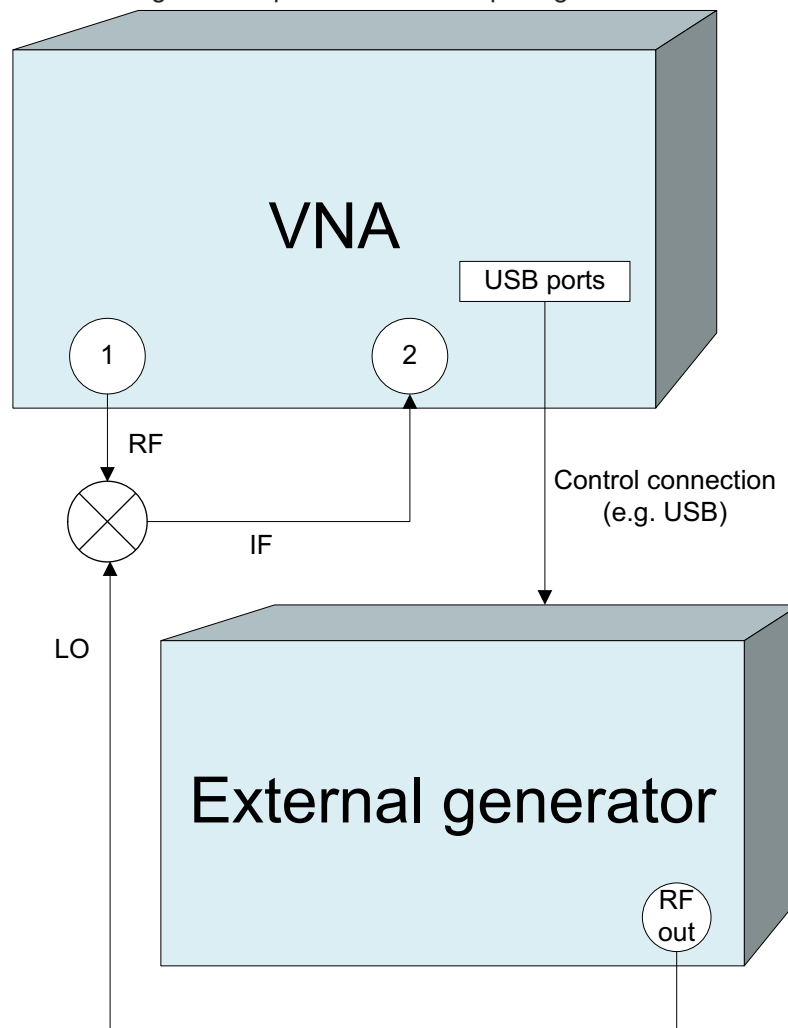 VNA
USB ports
1
2
RF
Control connection
(e.g. USB)
IF
LO
External generator
RF
out